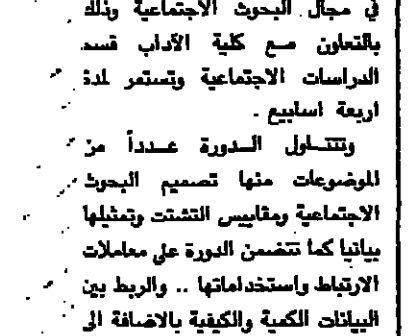 في مجال البحوث الاجتماعية وذلك
بالتعاون مع كلية الآداب قسم
الدراسات الاجتماعية وتستمر لمدة
اربعة اسابيع .
وتتناول الدورة عدداً من
الموضوعات منها تصميم البحوث
الاجتماعية ومقاييس التشتت وتمثيلها
بيانيا كما تتضمن الدورة على معاملات
الارتباط واستخداماتها .. والربط بين
البيانات الكمية والكيفية بالاضافة الى